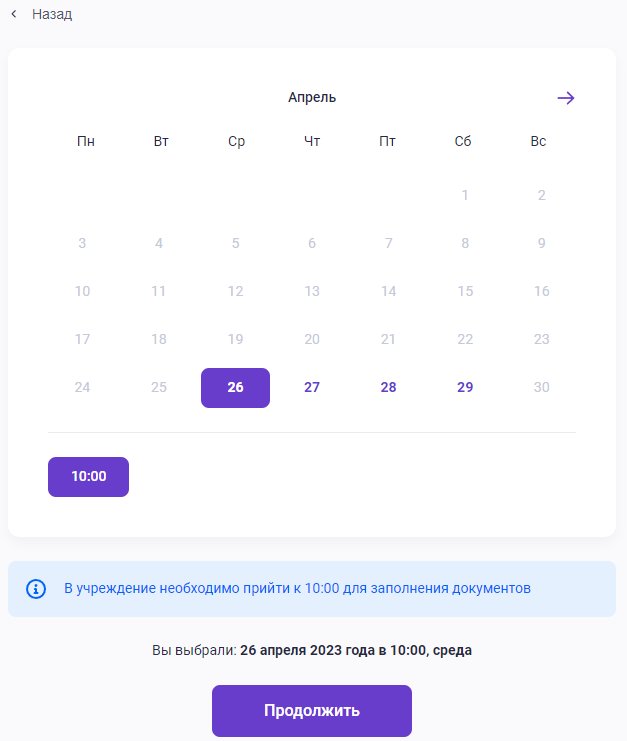 Назад
Апрель
Пн Вт Ср Чт Пт Сб Вс
1 2
3 4 5 6 7 8 9
10 11 12 13 14 15 16
17 18 19 20 21 22 23
24 25 26 27 28 29 30
10:00
В учреждение необходимо прийти к 10:00 для заполнения документов
Вы выбрали: 26 апреля 2023 года в 10:00, среда
Продолжить